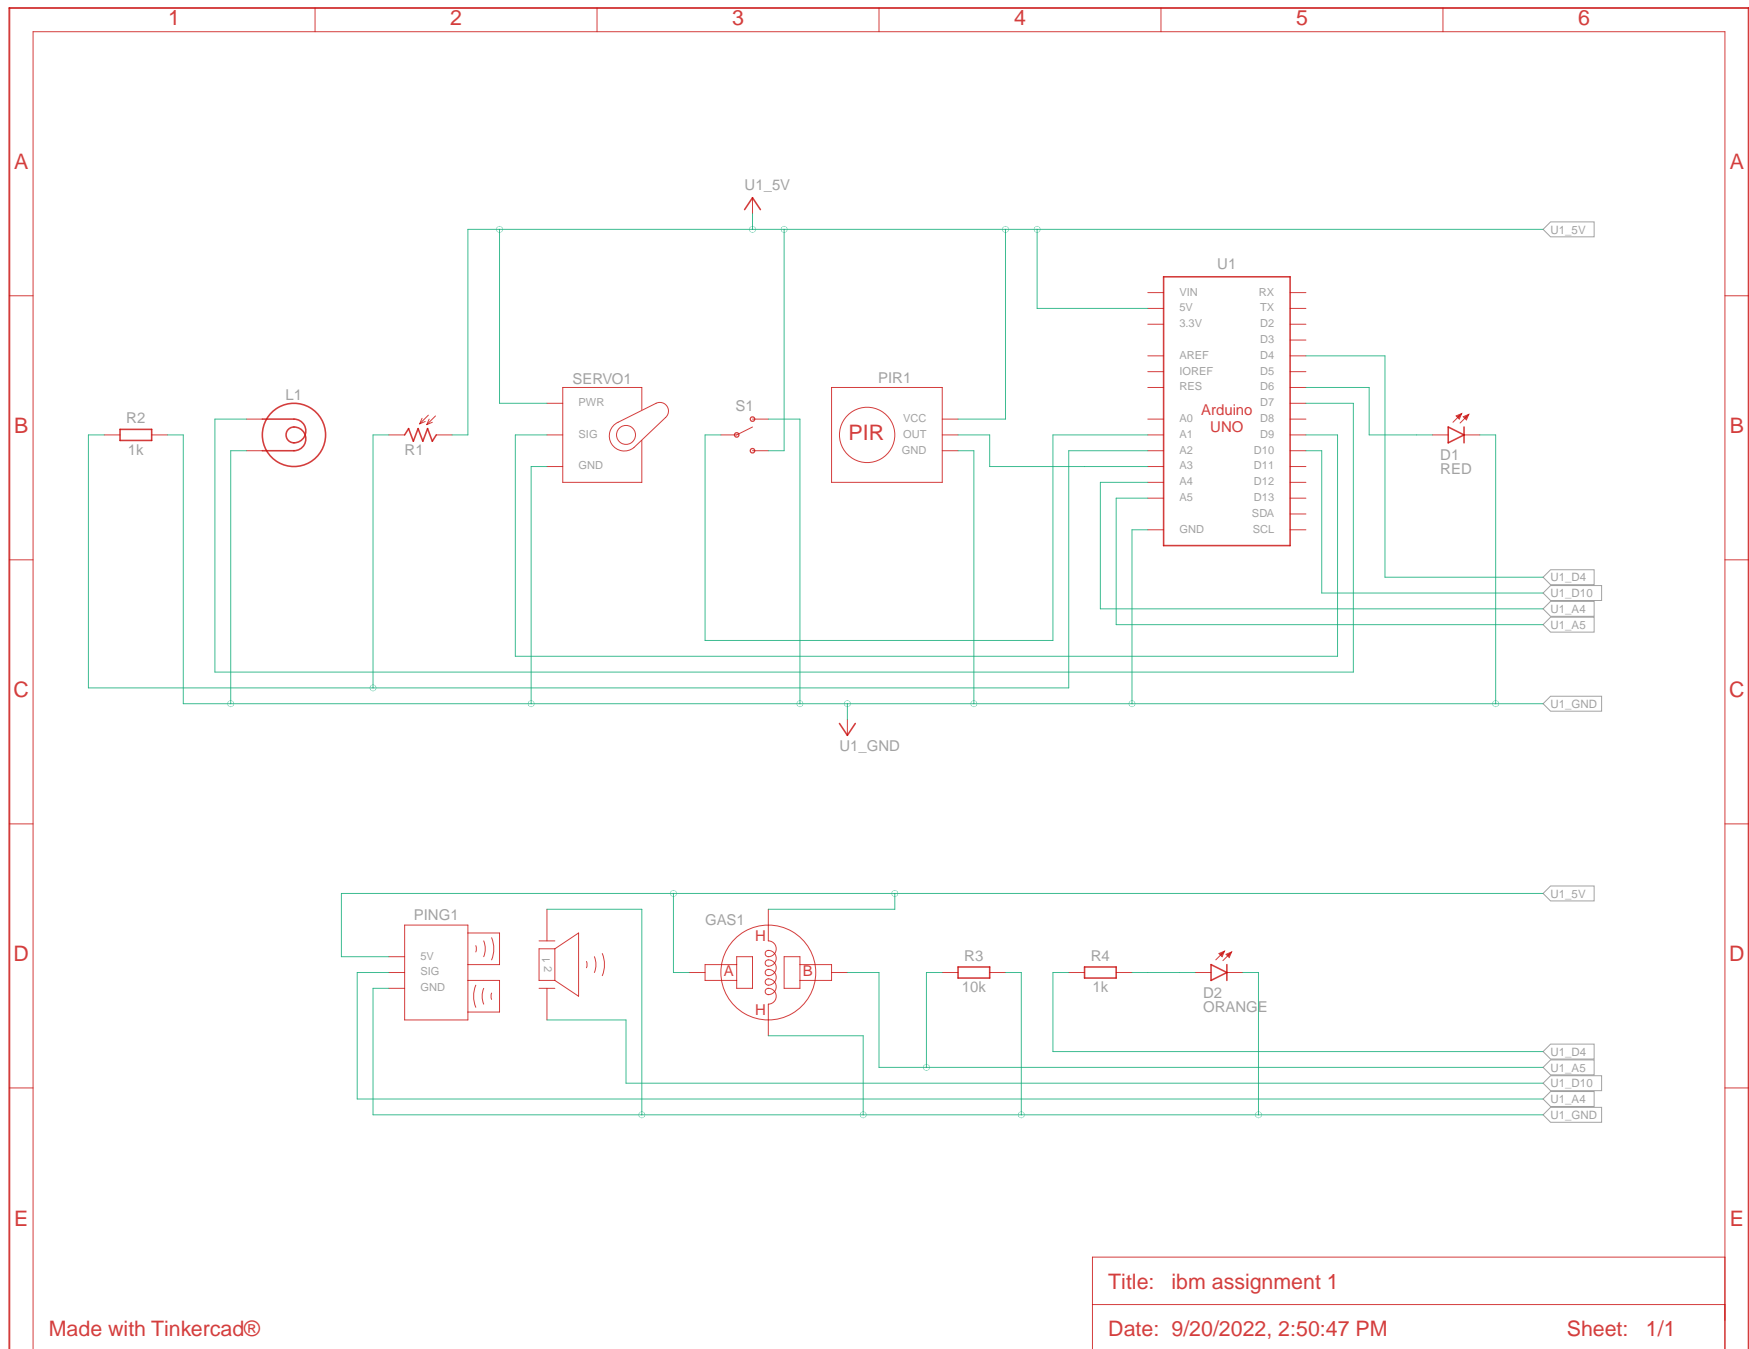 1 2 3 4 5 6
A A
U1_5V
U1_5V
U1
VIN RX
5V TX
3.3V D2
D3
AREF D4
IOREF D5
RES D6
D7
A0 D8
A1 D9
A2 D10
A3 D11
A4 D12
A5 D13
SDA
GND SCL
Arduino
UNO
B B
R2
1k
L1
R1
SERVO1
PWR
SIG
GND
S1
PIR1
PIR
VCC
OUT
GND
D1
RED
U1_D4
U1_D10
U1_A4
U1_A5
C C
U1_GND
U1_GND
U1_5V
D D
PING1
5V
SIG
GND
1
2
GAS1
H
A B
H
R3
10k
R4
1k
D2
ORANGE
U1_D4
U1_A5
U1_D10
U1_A4
U1_GND
E E
Title: ibm assignment 1
Made with Tinkercad®
Date: 9/20/2022, 2:50:47 PM Sheet: 1/1